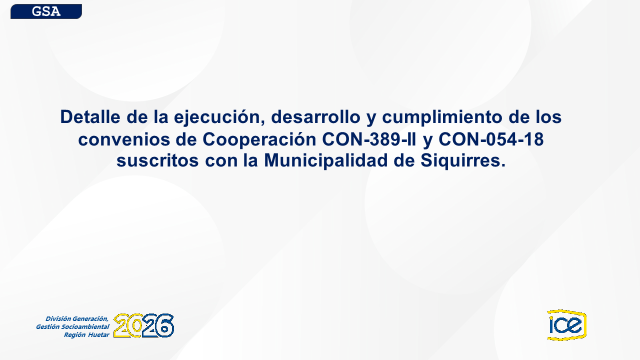 GSA
Detalle de la ejecución, desarrollo y cumplimiento de los
convenios de Cooperación CON-389-II y CON-054-18
suscritos con la Municipalidad de Siquirres.
División Generación.
Gestión Socioambiental
Región Huetar
2026
ice